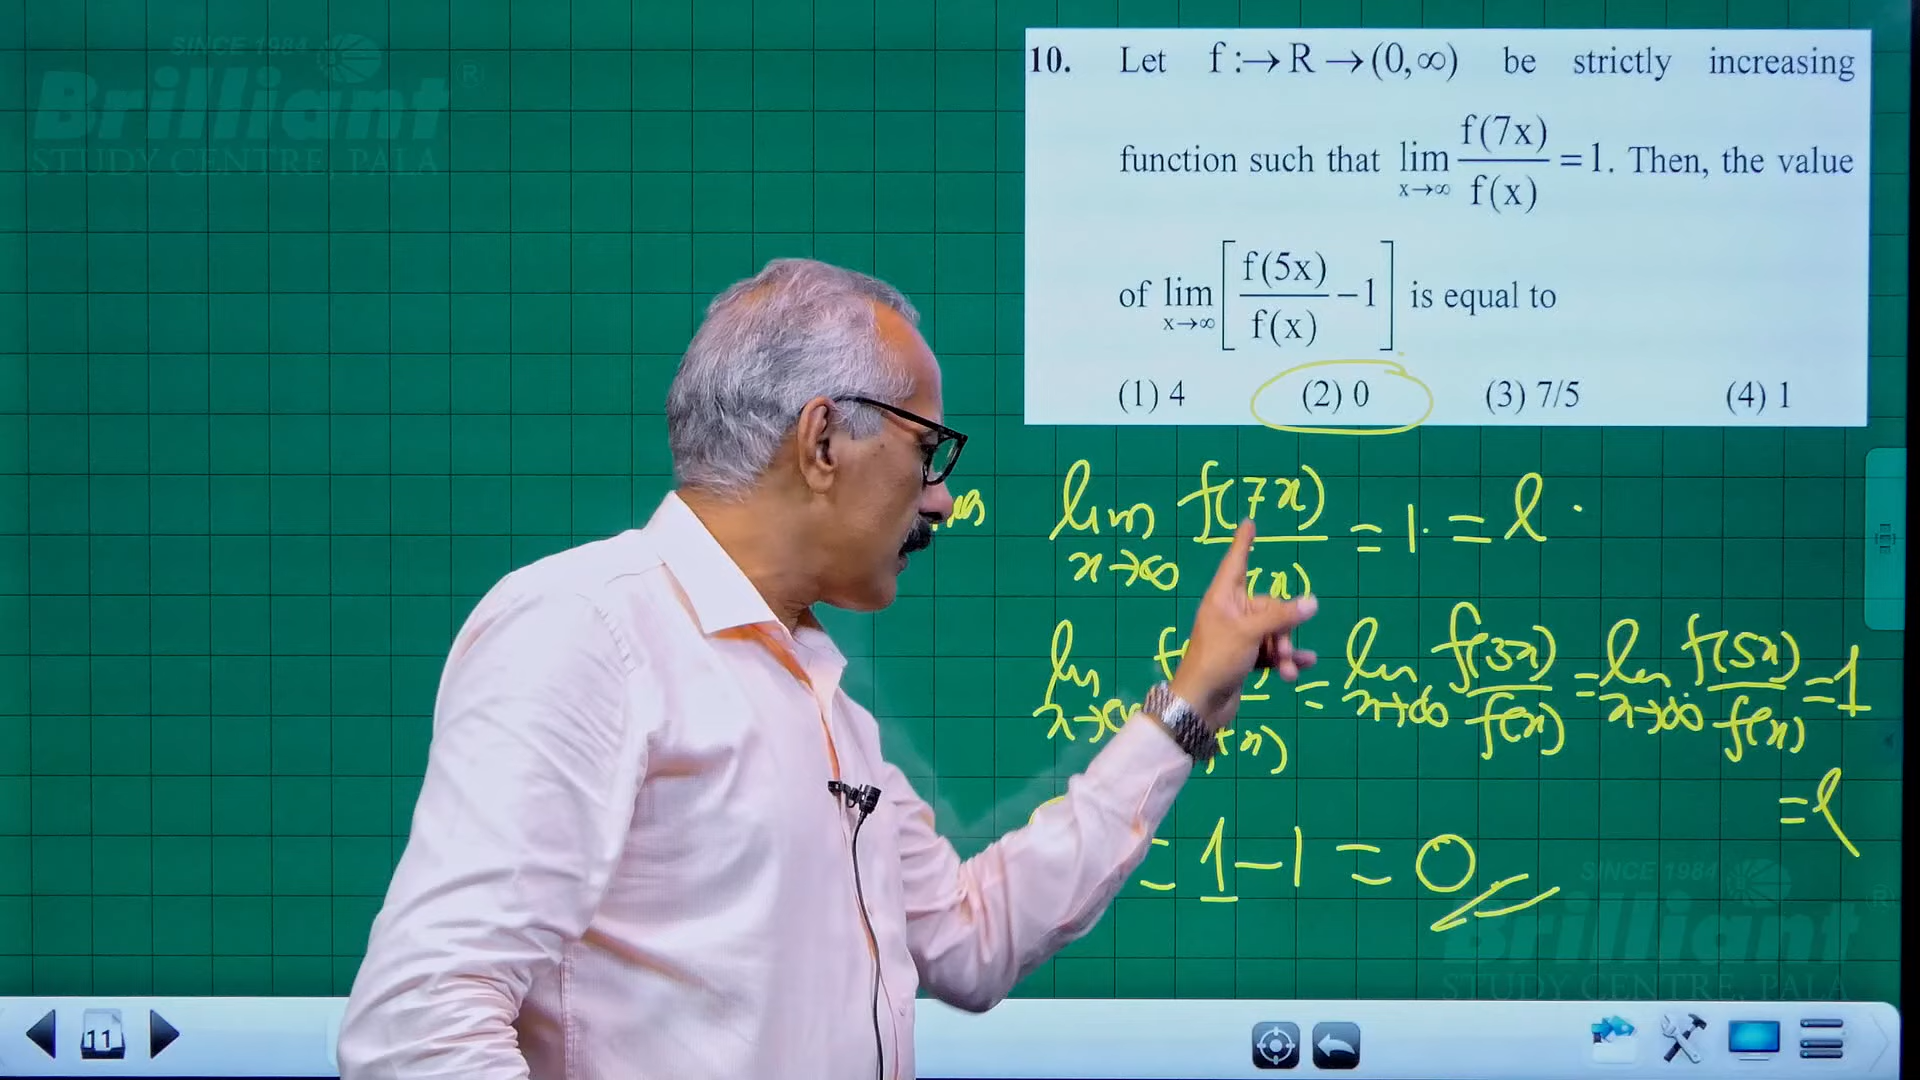 SINCE 1984
Brilliant ®
STUDY CENTRE, PALA
10. Let f:→R→(0,∞) be strictly increasing
function such that lim x→∞ f(7x)/f(x) = 1. Then, the value
of lim x→∞ [f(5x)/f(x) − 1] is equal to
(1) 4 (2) 0 (3) 7/5 (4) 1
lim x→∞ f(7x)/(x) = 1. = l.
lim x→ = lim x→∞ f(3x)/f(x) = lim x→∞ f(5x)/f(x) = 1
= l
= 1 − 1 = 0
SINCE 1984
Brilliant ®
STUDY CENTRE, PALA
11